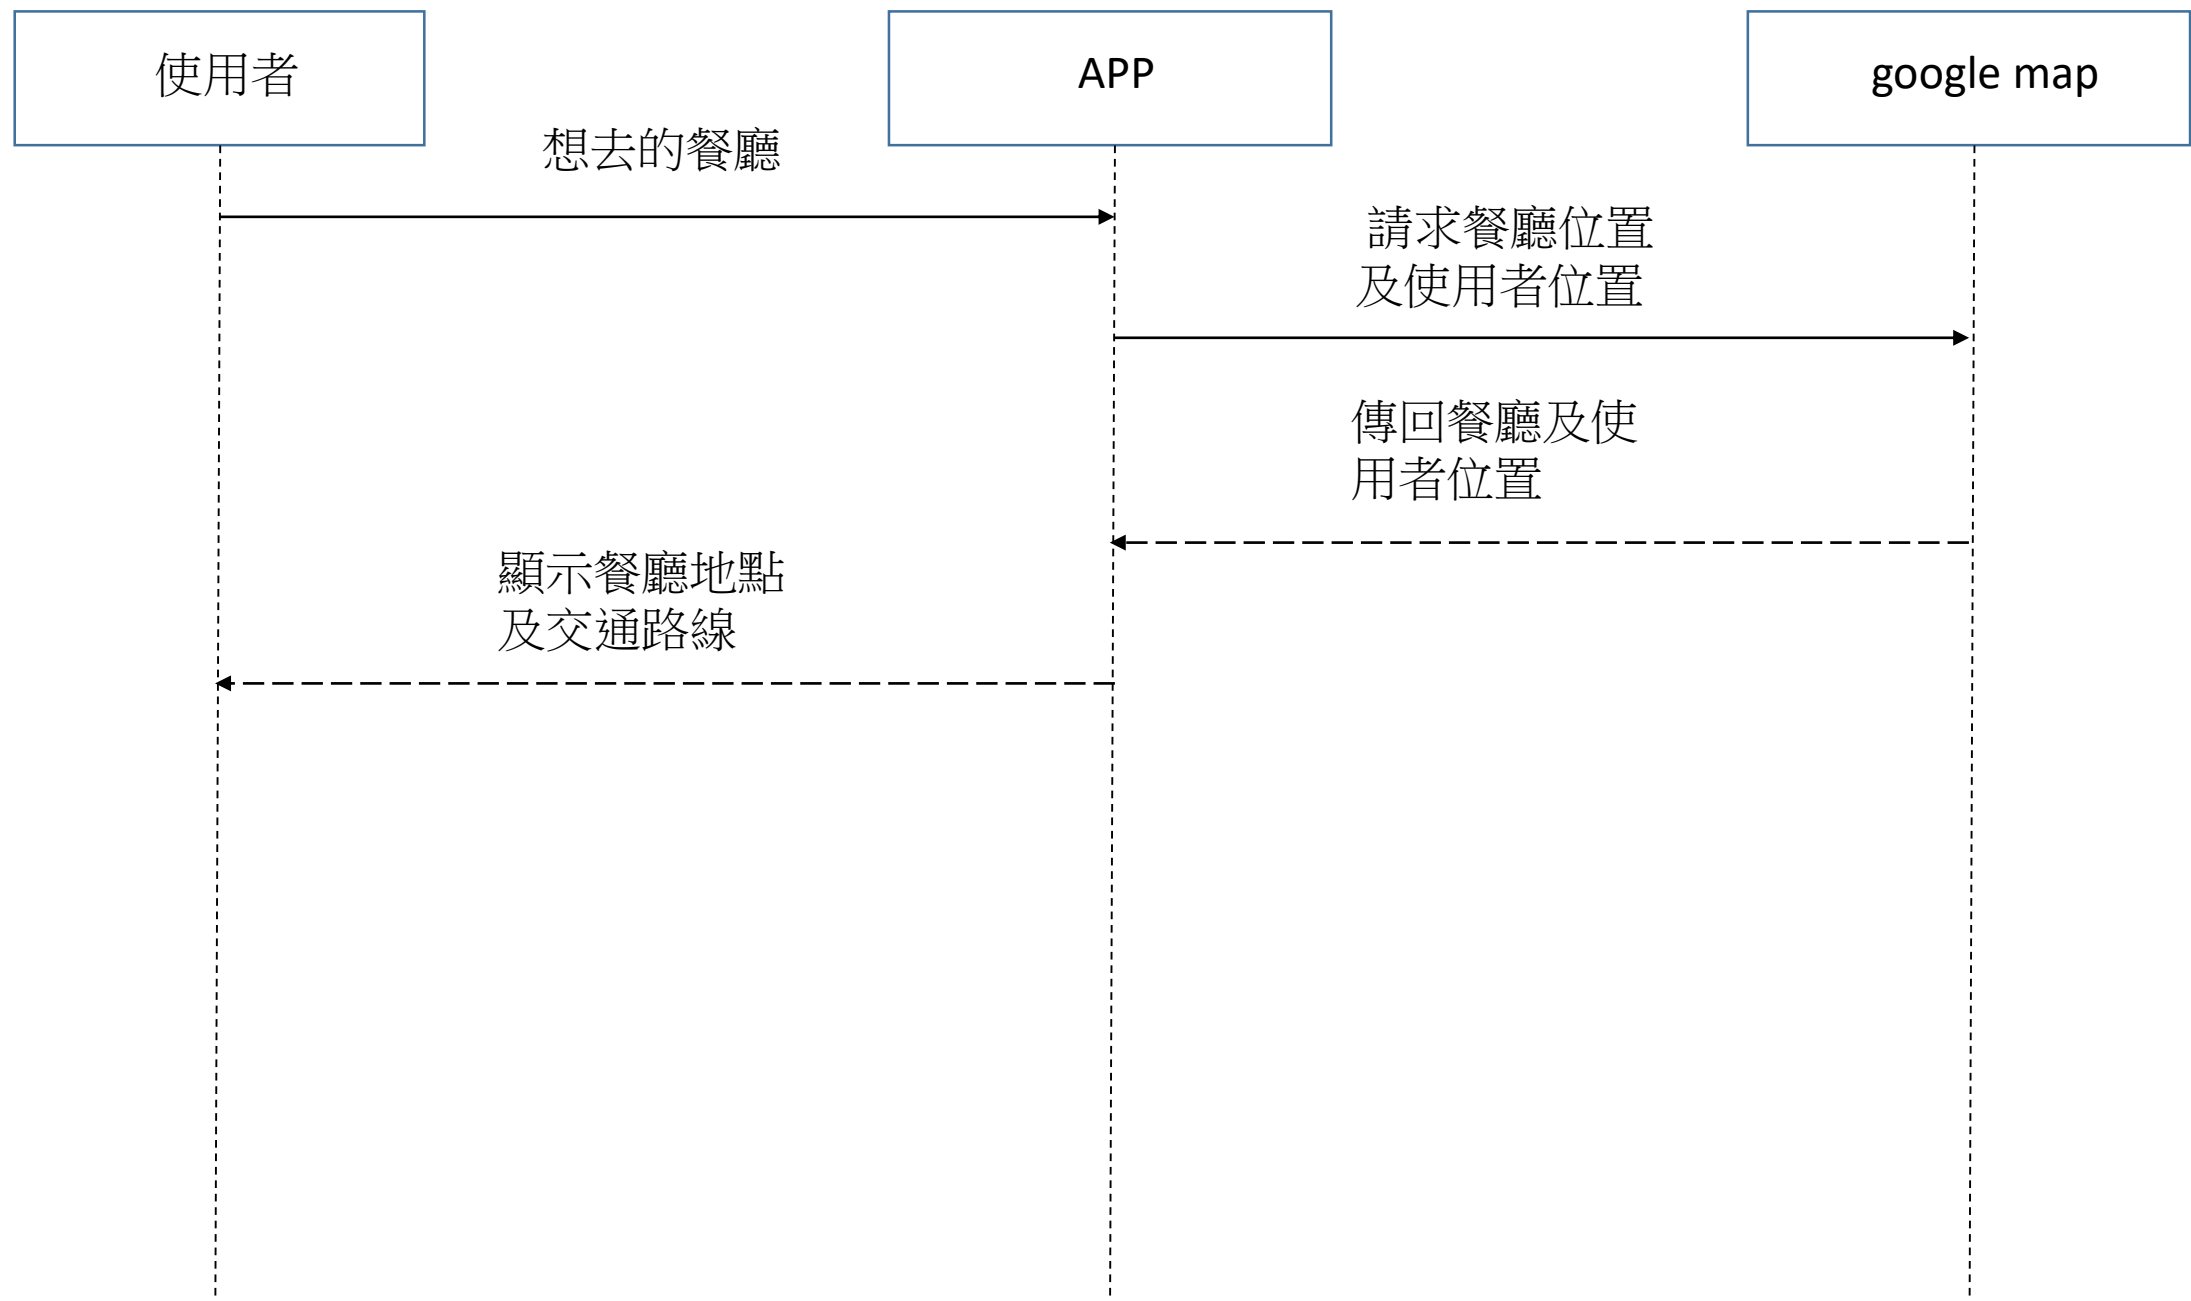 使用者
APP
google map
想去的餐廳
請求餐廳位置
及使用者位置
傳回餐廳及使
用者位置
顯示餐廳地點
及交通路線